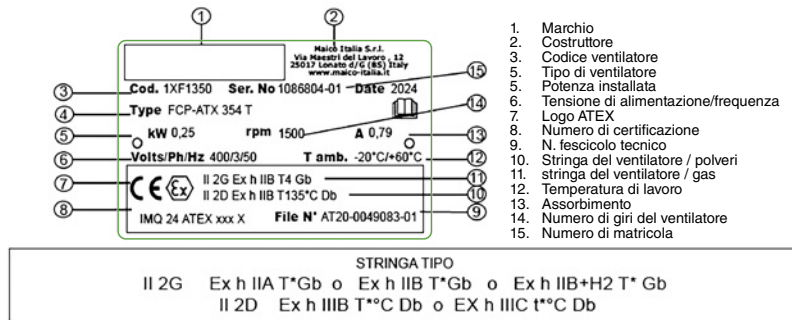 1
2
Maico Italia S.r.l.
Via Maestri del Lavoro , 12
25017 Lonato d/G (BS) Italy
www.maico-italia.it
15
3
Cod. 1XF1350 Ser. No 1086804-01 Date 2024
14
4
Type FCP-ATX 354 T
5
kW 0,25 rpm 1500 A 0,79
13
6
Volts/Ph/Hz 400/3/50 T amb. -20°C/+60°C
12
7
CE Ex
II 2G Ex h IIB T4 Gb
11
II 2D Ex h IIB T135°C Db
10
8
IMQ 24 ATEX xxx X File N° AT20-0049083-01
9
1. Marchio
2. Costruttore
3. Codice ventilatore
5. Tipo di ventilatore
5. Potenza installata
6. Tensione di alimentazione/frequenza
7. Logo ATEX
8. Numero di certificazione
9. N. fescicolo tecnico
10. Stringa del ventilatore / polveri
11. stringa del ventilatore / gas
12. Temperatura di lavoro
13. Assorbimento
14. Numero di giri del ventilatore
15. Numero di matricola
STRINGA TIPO
II 2G Ex h IIA T*Gb o Ex h IIB T*Gb o Ex h IIB+H2 T* Gb
II 2D Ex h IIIB T*°C Db o EX h IIIC t*°C Db